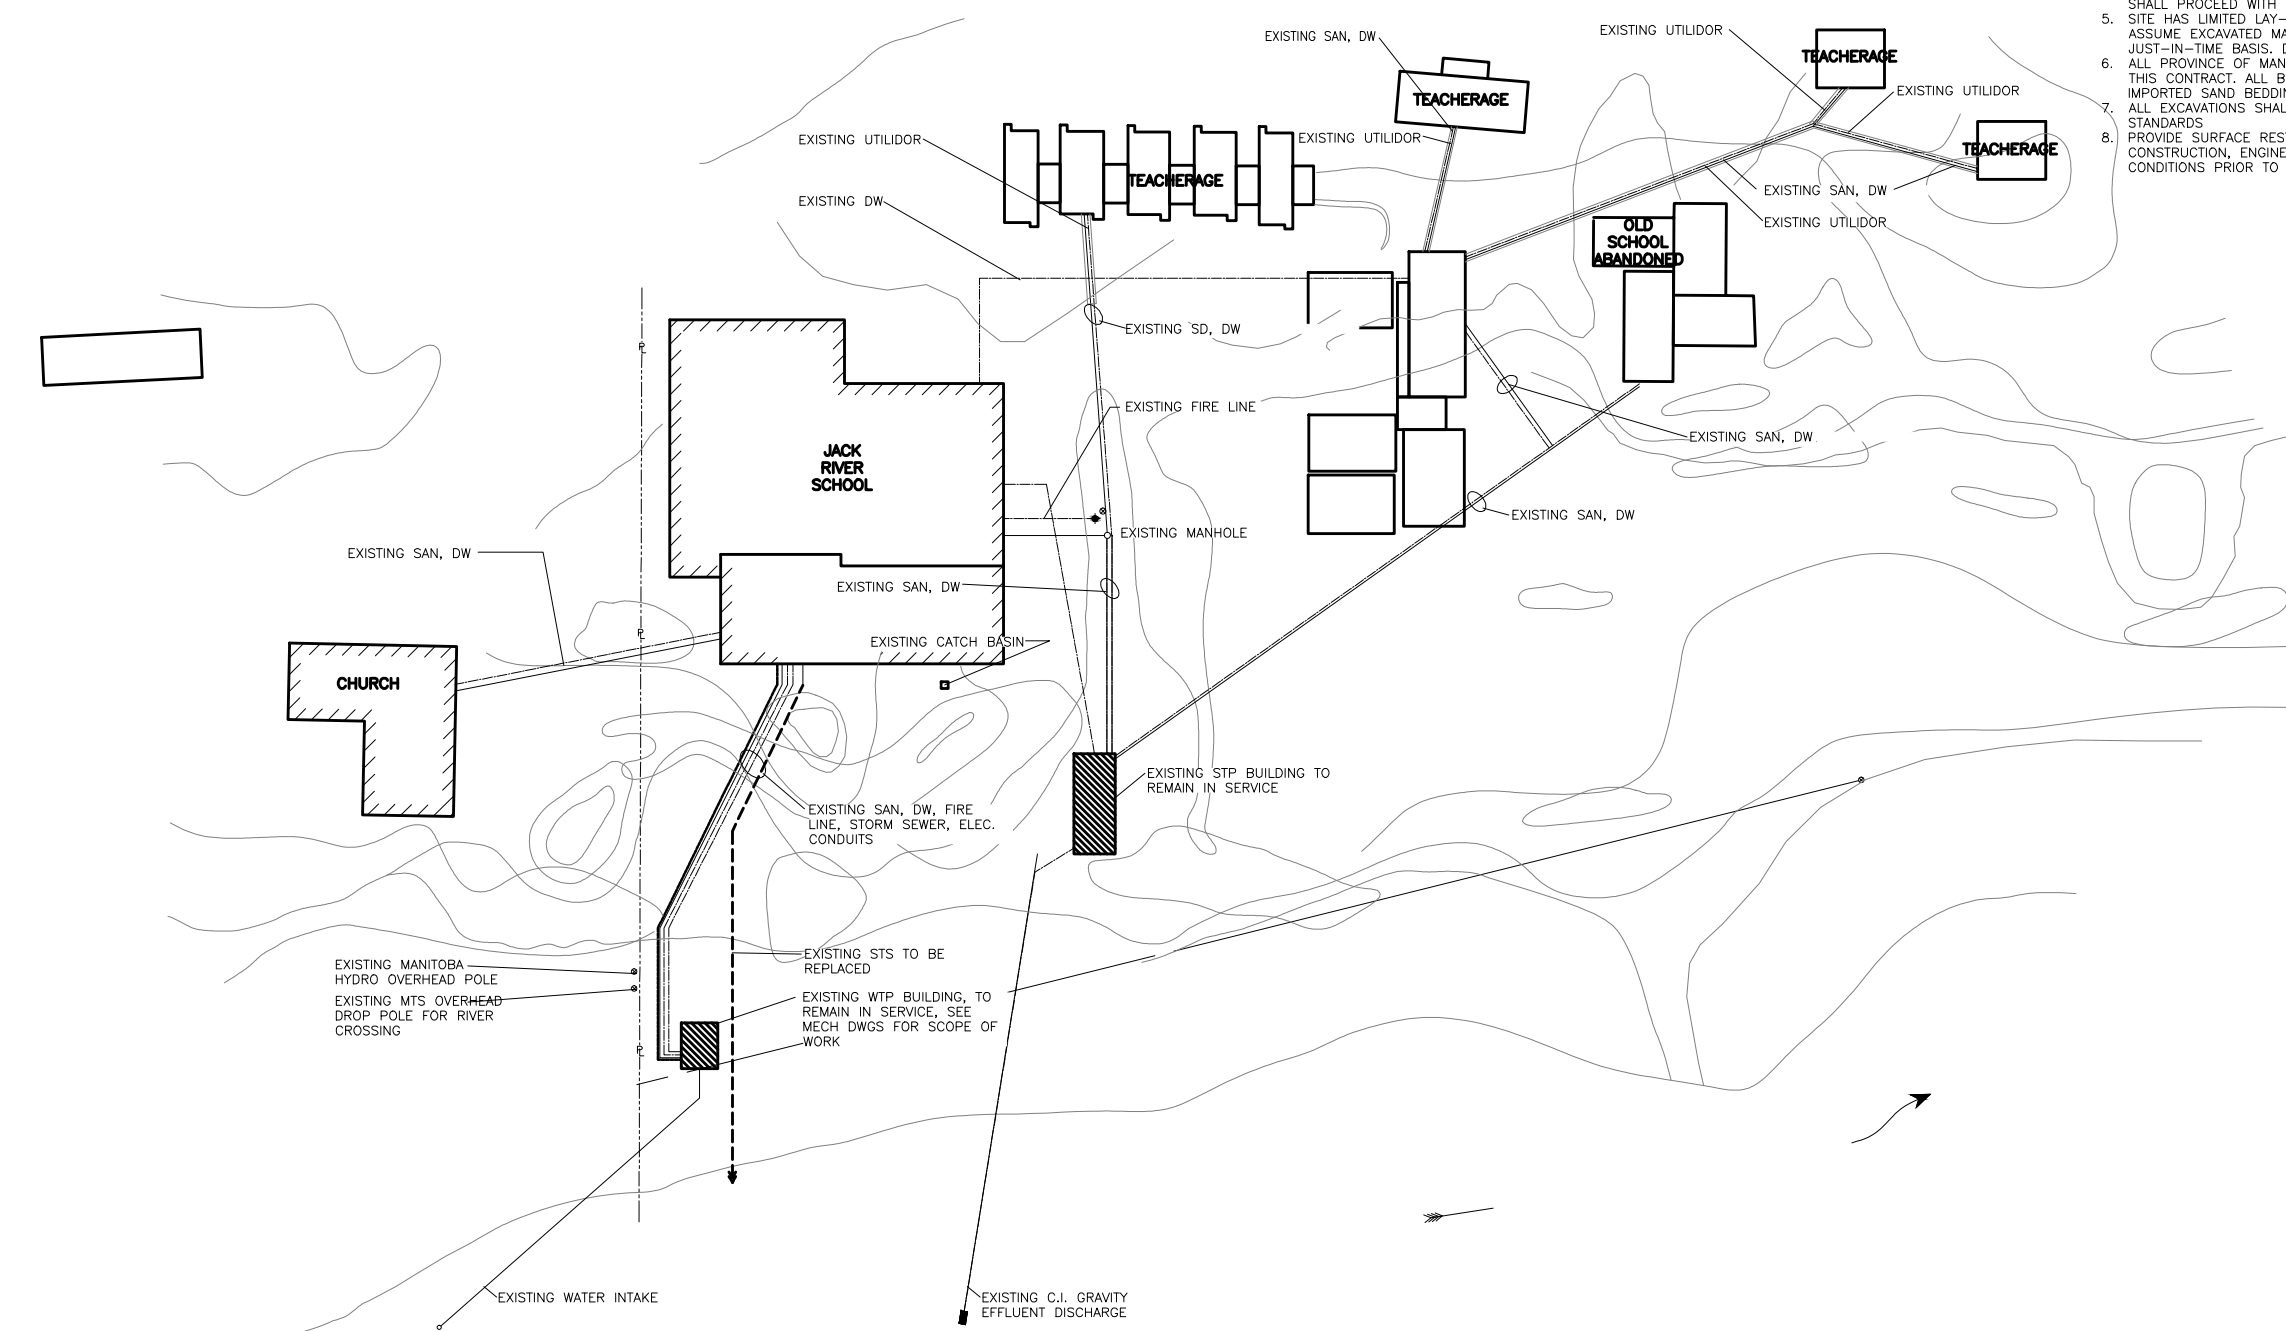 SHALL PROCEED WITH
5. SITE HAS LIMITED LAY-
ASSUME EXCAVATED MA
JUST-IN-TIME BASIS. D
6. ALL PROVINCE OF MAN
THIS CONTRACT. ALL B
IMPORTED SAND BEDDIN
7. ALL EXCAVATIONS SHAL
STANDARDS
8. PROVIDE SURFACE REST
CONSTRUCTION, ENGINE
CONDITIONS PRIOR TO
EXISTING SAN, DW
EXISTING UTILIDOR
TEACHERAGE
TEACHERAGE
EXISTING UTILIDOR
EXISTING UTILIDOR
EXISTING UTILIDOR
TEACHERAGE
TEACHERAGE
EXISTING SAN, DW
EXISTING DW
EXISTING UTILIDOR
OLD
SCHOOL
ABANDONED
EXISTING SD, DW
PL
EXISTING FIRE LINE
EXISTING SAN, DW
JACK
RIVER
SCHOOL
EXISTING SAN, DW
EXISTING MANHOLE
EXISTING SAN, DW
EXISTING SAN, DW
PL
EXISTING CATCH BASIN
CHURCH
EXISTING STP BUILDING TO
REMAIN IN SERVICE
EXISTING SAN, DW, FIRE
LINE, STORM SEWER, ELEC.
CONDUITS
EXISTING STS TO BE
REPLACED
EXISTING MANITOBA
HYDRO OVERHEAD POLE
EXISTING MTS OVERHEAD
DROP POLE FOR RIVER
CROSSING
EXISTING WTP BUILDING, TO
REMAIN IN SERVICE, SEE
MECH DWGS FOR SCOPE OF
WORK
PL
EXISTING WATER INTAKE
EXISTING C.I. GRAVITY
EFFLUENT DISCHARGE